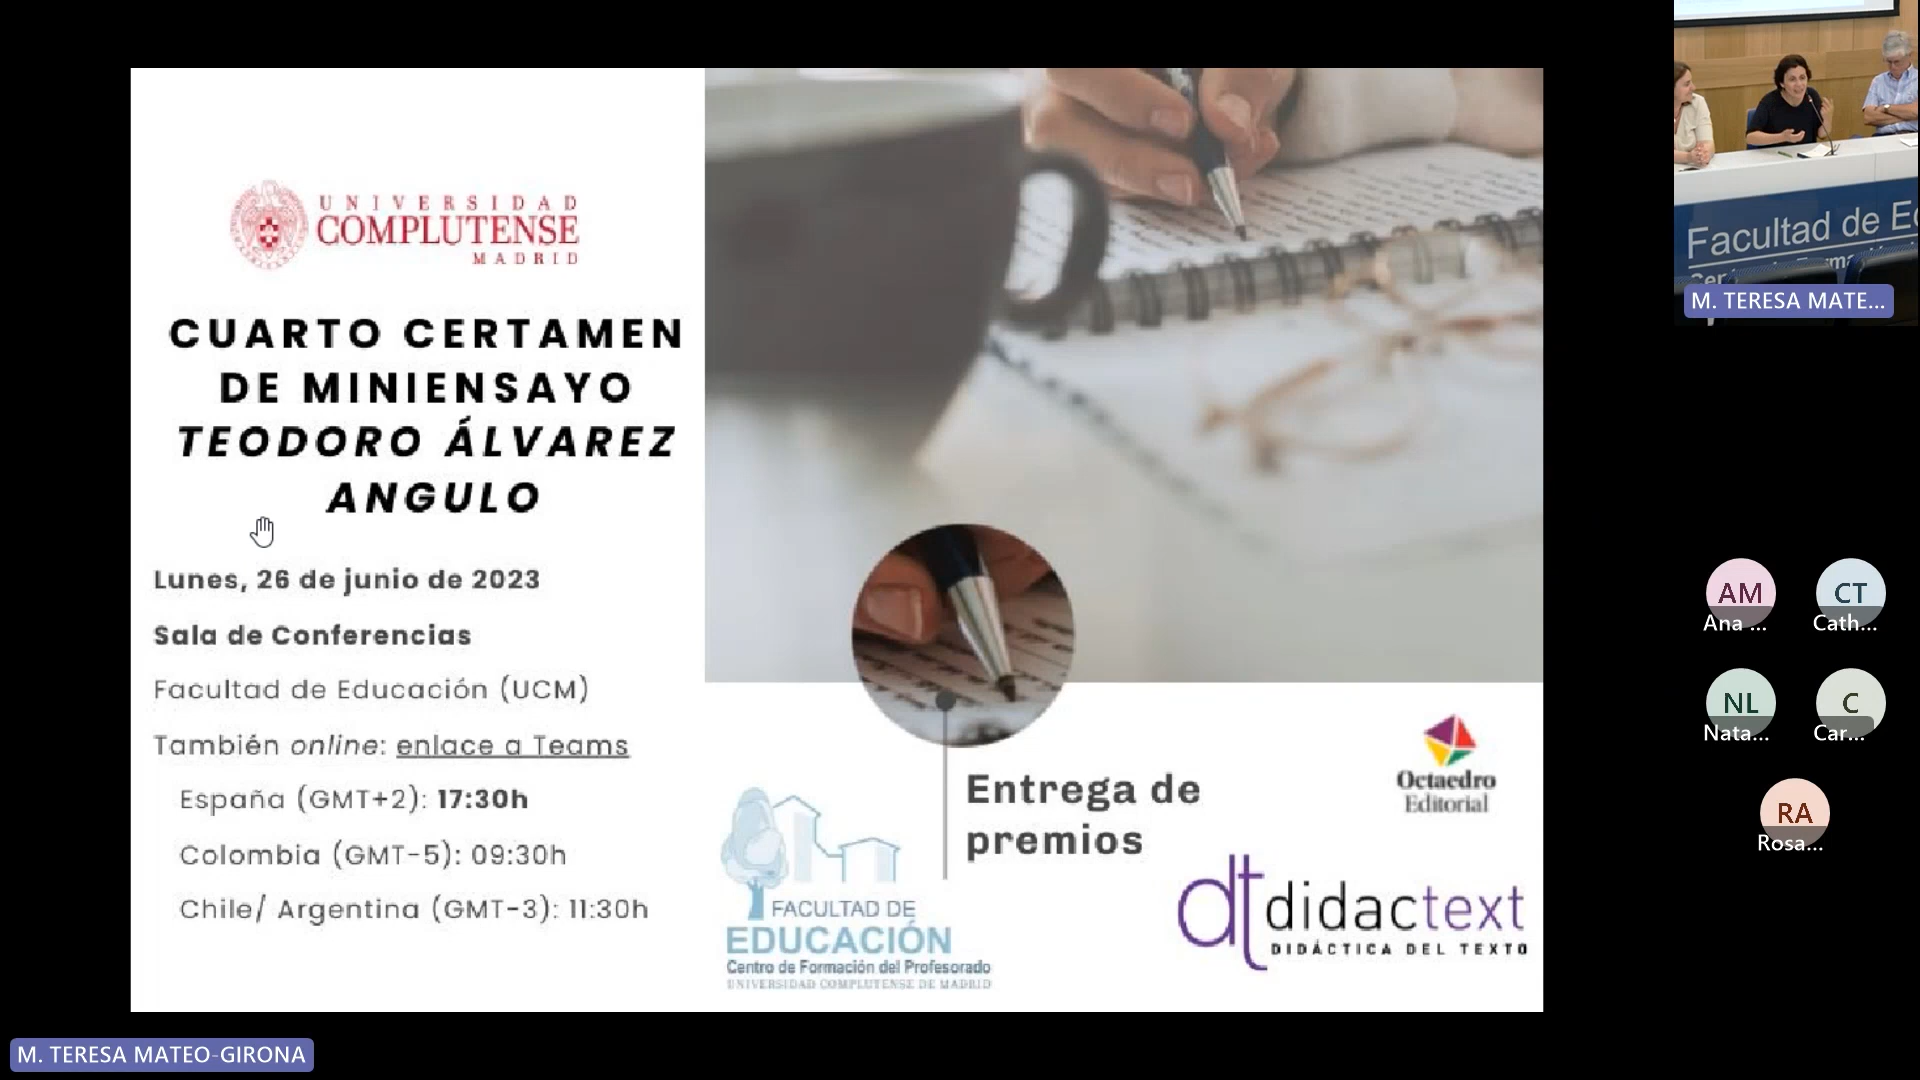 UNIVERSIDAD
COMPLUTENSE
MADRID
CUARTO CERTAMEN
DE MINIENSAYO
TEODORO ÁLVAREZ
ANGULO
Lunes, 26 de junio de 2023
Sala de Conferencias
Facultad de Educación (UCM)
También online: enlace a Teams
España (GMT+2): 17:30h
Colombia (GMT-5): 09:30h
Chile/ Argentina (GMT-3): 11:30h
Entrega de
premios
FACULTAD DE
EDUCACIÓN
Centro de Formación del Profesorado
UNIVERSIDAD COMPLUTENSE DE MADRID
Octaedro
Editorial
dt didactext
DIDÁCTICA DEL TEXTO
Facultad de E
M. TERESA MATE...
AM
Ana ...
CT
Cath...
NL
Nata...
C
Car...
RA
Rosa...
M. TERESA MATEO-GIRONA